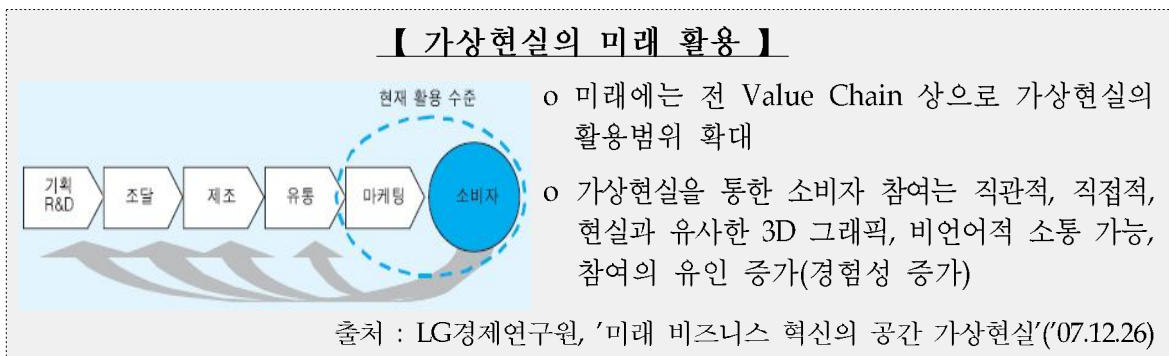 【 가상현실의 미래 활용 】
현재 활용 수준
기획
R&D
조달
제조
유통
마케팅
소비자
o 미래에는 전 Value Chain 상으로 가상현실의
활용범위 확대
o 가상현실을 통한 소비자 참여는 직관적, 직접적,
현실과 유사한 3D 그래픽, 비언어적 소통 가능,
참여의 유인 증가(경험성 증가)
출처 : LG경제연구원, '미래 비즈니스 혁신의 공간 가상현실'('07.12.26)